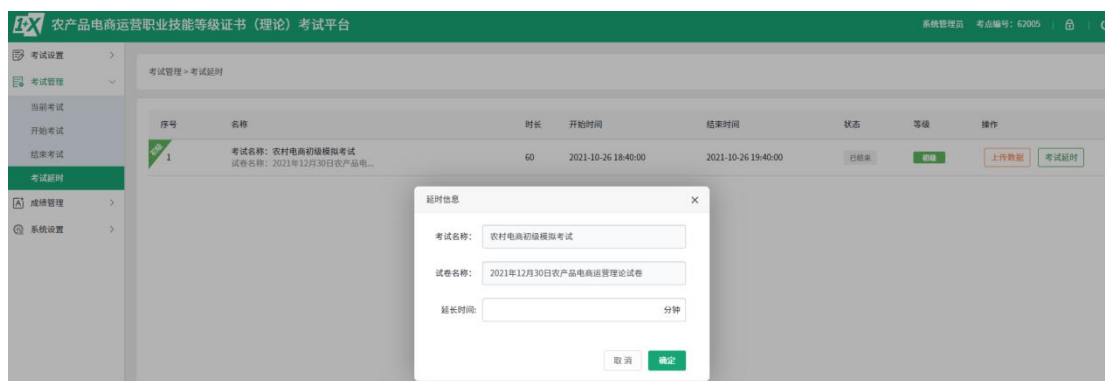 1+X 农产品电商运营职业技能等级证书（理论）考试平台
系统管理员 考点编号：62005
考试设置
考试管理
当前考试
开始考试
结束考试
考试延时
成绩管理
系统设置
考试管理 > 考试延时
序号 名称 时长 开始时间 结束时间 状态 等级 操作
初级 1 考试名称：农村电商初级模拟考试 60 2021-10-26 18:40:00 2021-10-26 19:40:00 已结束 初级 上传数据 考试延时
试卷名称：2021年12月30日农产品电...
延时信息 ×
考试名称： 农村电商初级模拟考试
试卷名称： 2021年12月30日农产品电商运营理论试卷
延长时间: 分钟
取消 确定